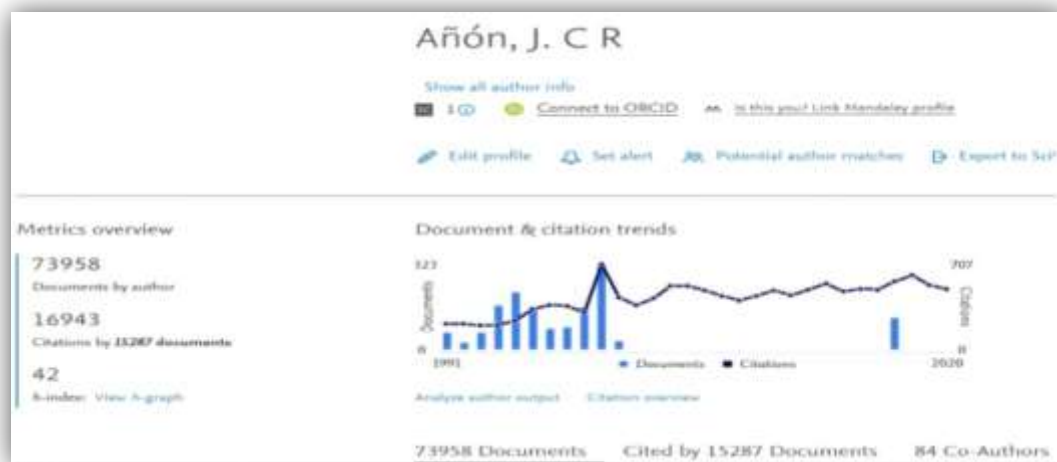 Añón, J. C R
Show all author info
1 Connect to ORCID Is this you? Link Mendeley profile
Edit profile Set alert Potential author matches Export to SciV
Metrics overview
73958
Documents by author
16943
Citations by 15287 documents
42
h-index: View h-graph
Document & citation trends
323 707
Documents Citations
0 0
1991 2020
Documents Citations
Analyze author output Citation overview
73958 Documents Cited by 15287 Documents 84 Co-Authors